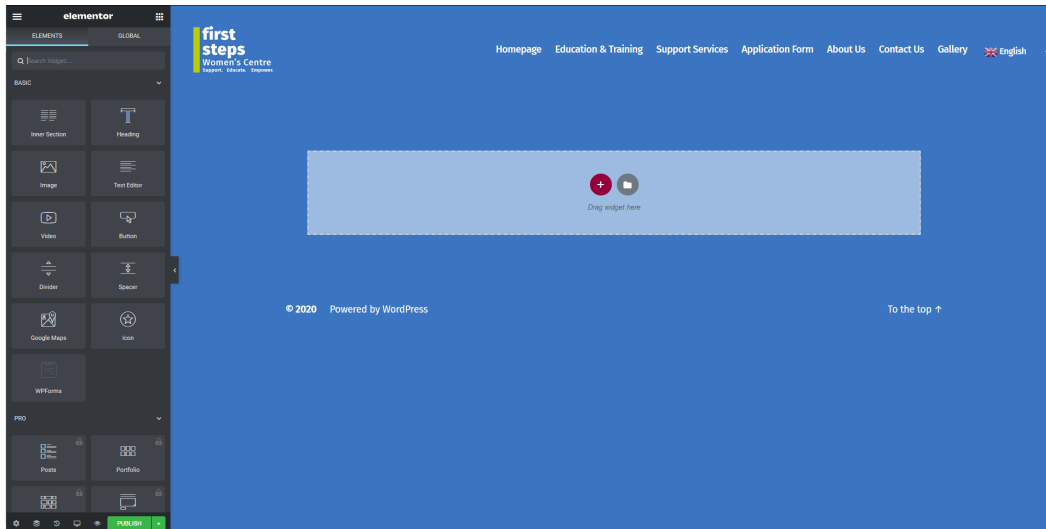 elementor
ELEMENTS GLOBAL
Search Widget...
BASIC
Inner Section Heading
Image Text Editor
Video Button
Divider Spacer
Google Maps Icon
WPForms
PRO
Posts Portfolio
PUBLISH
first
steps
Women's Centre
Support. Educate. Empower.
Homepage Education & Training Support Services Application Form About Us Contact Us Gallery English
Drag widget here
© 2020 Powered by WordPress
To the top ↑